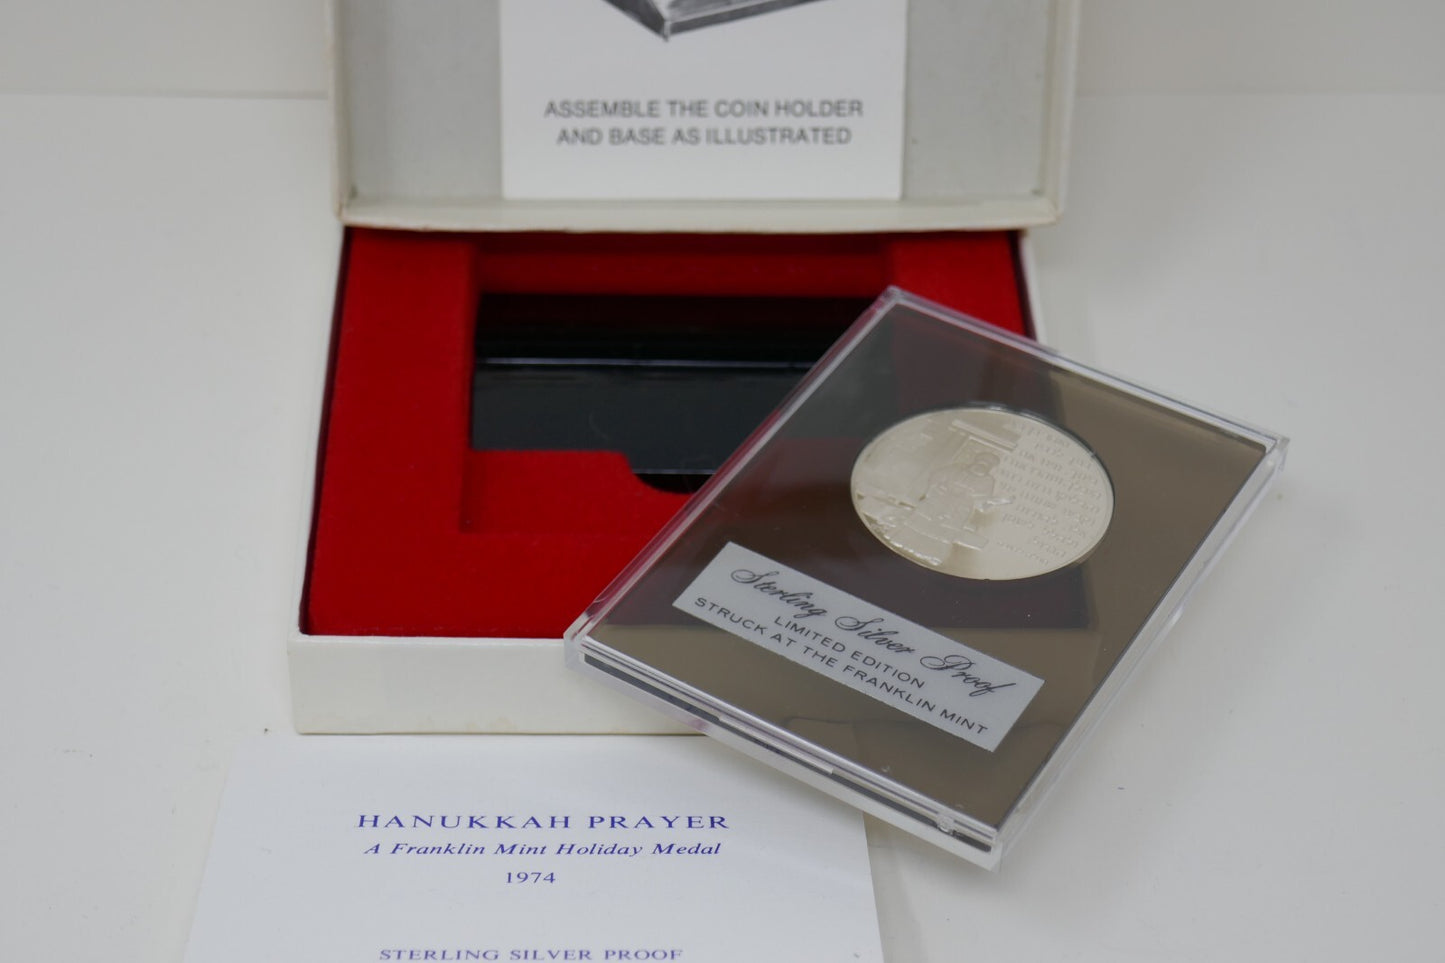 ASSEMBLE THE COIN HOLDER
AND BASE AS ILLUSTRATED
Sterling Silver Proof
LIMITED EDITION
STRUCK AT THE FRANKLIN MINT
HANUKKAH PRAYER
A Franklin Mint Holiday Medal
1974
STERLING SILVER PROOF